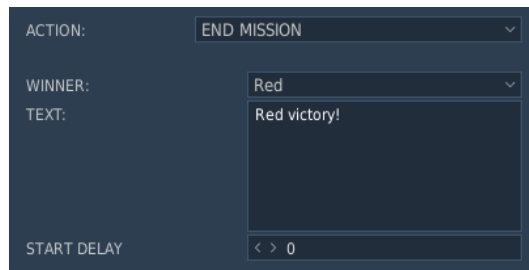 ACTION: END MISSION
WINNER: Red
TEXT: Red victory!
START DELAY < > 0